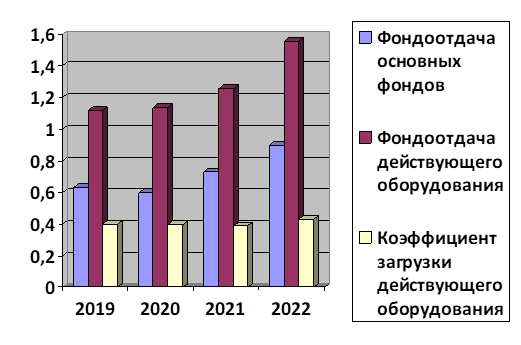 1,6
1,4
1,2
1
0,8
0,6
0,4
0,2
0
2019 2020 2021 2022
Фондоотдача
основных
фондов
Фондоотдача
действующего
оборудования
Коэффициент
загрузки
действующего
оборудования